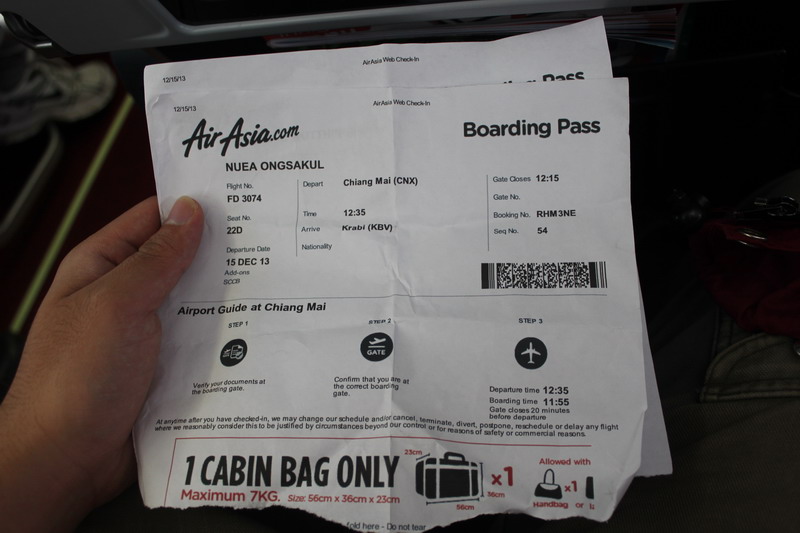 12/15/13
AirAsia Web Check-In
12/15/13
AirAsia Web Check-In
AirAsia.com
Boarding Pass
NUEA ONGSAKUL
Flight No.
FD 3074
Depart
Chiang Mai (CNX)
Gate Closes 12:15
Gate No.
Seat No.
22D
Time
12:35
Booking No. RHM3NE
Arrive
Krabi (KBV)
Seq No. 54
Departure Date
15 DEC 13
Nationality
Add-ons
SCCB
Airport Guide at Chiang Mai
STEP 1
STEP 2
STEP 3
GATE
Verify your documents at
the boarding gate.
Confirm that you are at
the correct boarding
gate.
Departure time 12:35
Boarding time 11:55
Gate closes 20 minutes
before departure
At anytime after you have checked-in, we may change our schedule and/or cancel, terminate, divert, postpone, reschedule or delay any flight
where we reasonably consider this to be justified by circumstances beyond our control or for reasons of safety or commercial reasons.
1 CABIN BAG ONLY
Maximum 7KG. Size: 56cm x 36cm x 23cm
23cm
36cm
56cm
x1
Allowed with
x1
Handbag or
fold here - Do not tear